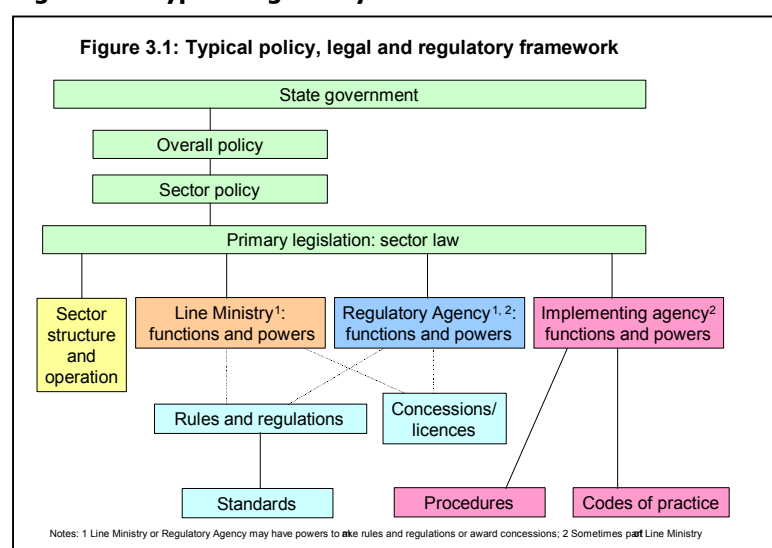 Figure 3.1: Typical policy, legal and regulatory framework
State government
Overall policy
Sector policy
Primary legislation: sector law
Sector
structure
and
operation
Line Ministry1:
functions and powers
Regulatory Agency1, 2:
functions and powers
Implementing agency2
functions and powers
Rules and regulations
Concessions/
licences
Standards
Procedures
Codes of practice
Notes: 1 Line Ministry or Regulatory Agency may have powers to make rules and regulations or award concessions; 2 Sometimes part of Line Ministry